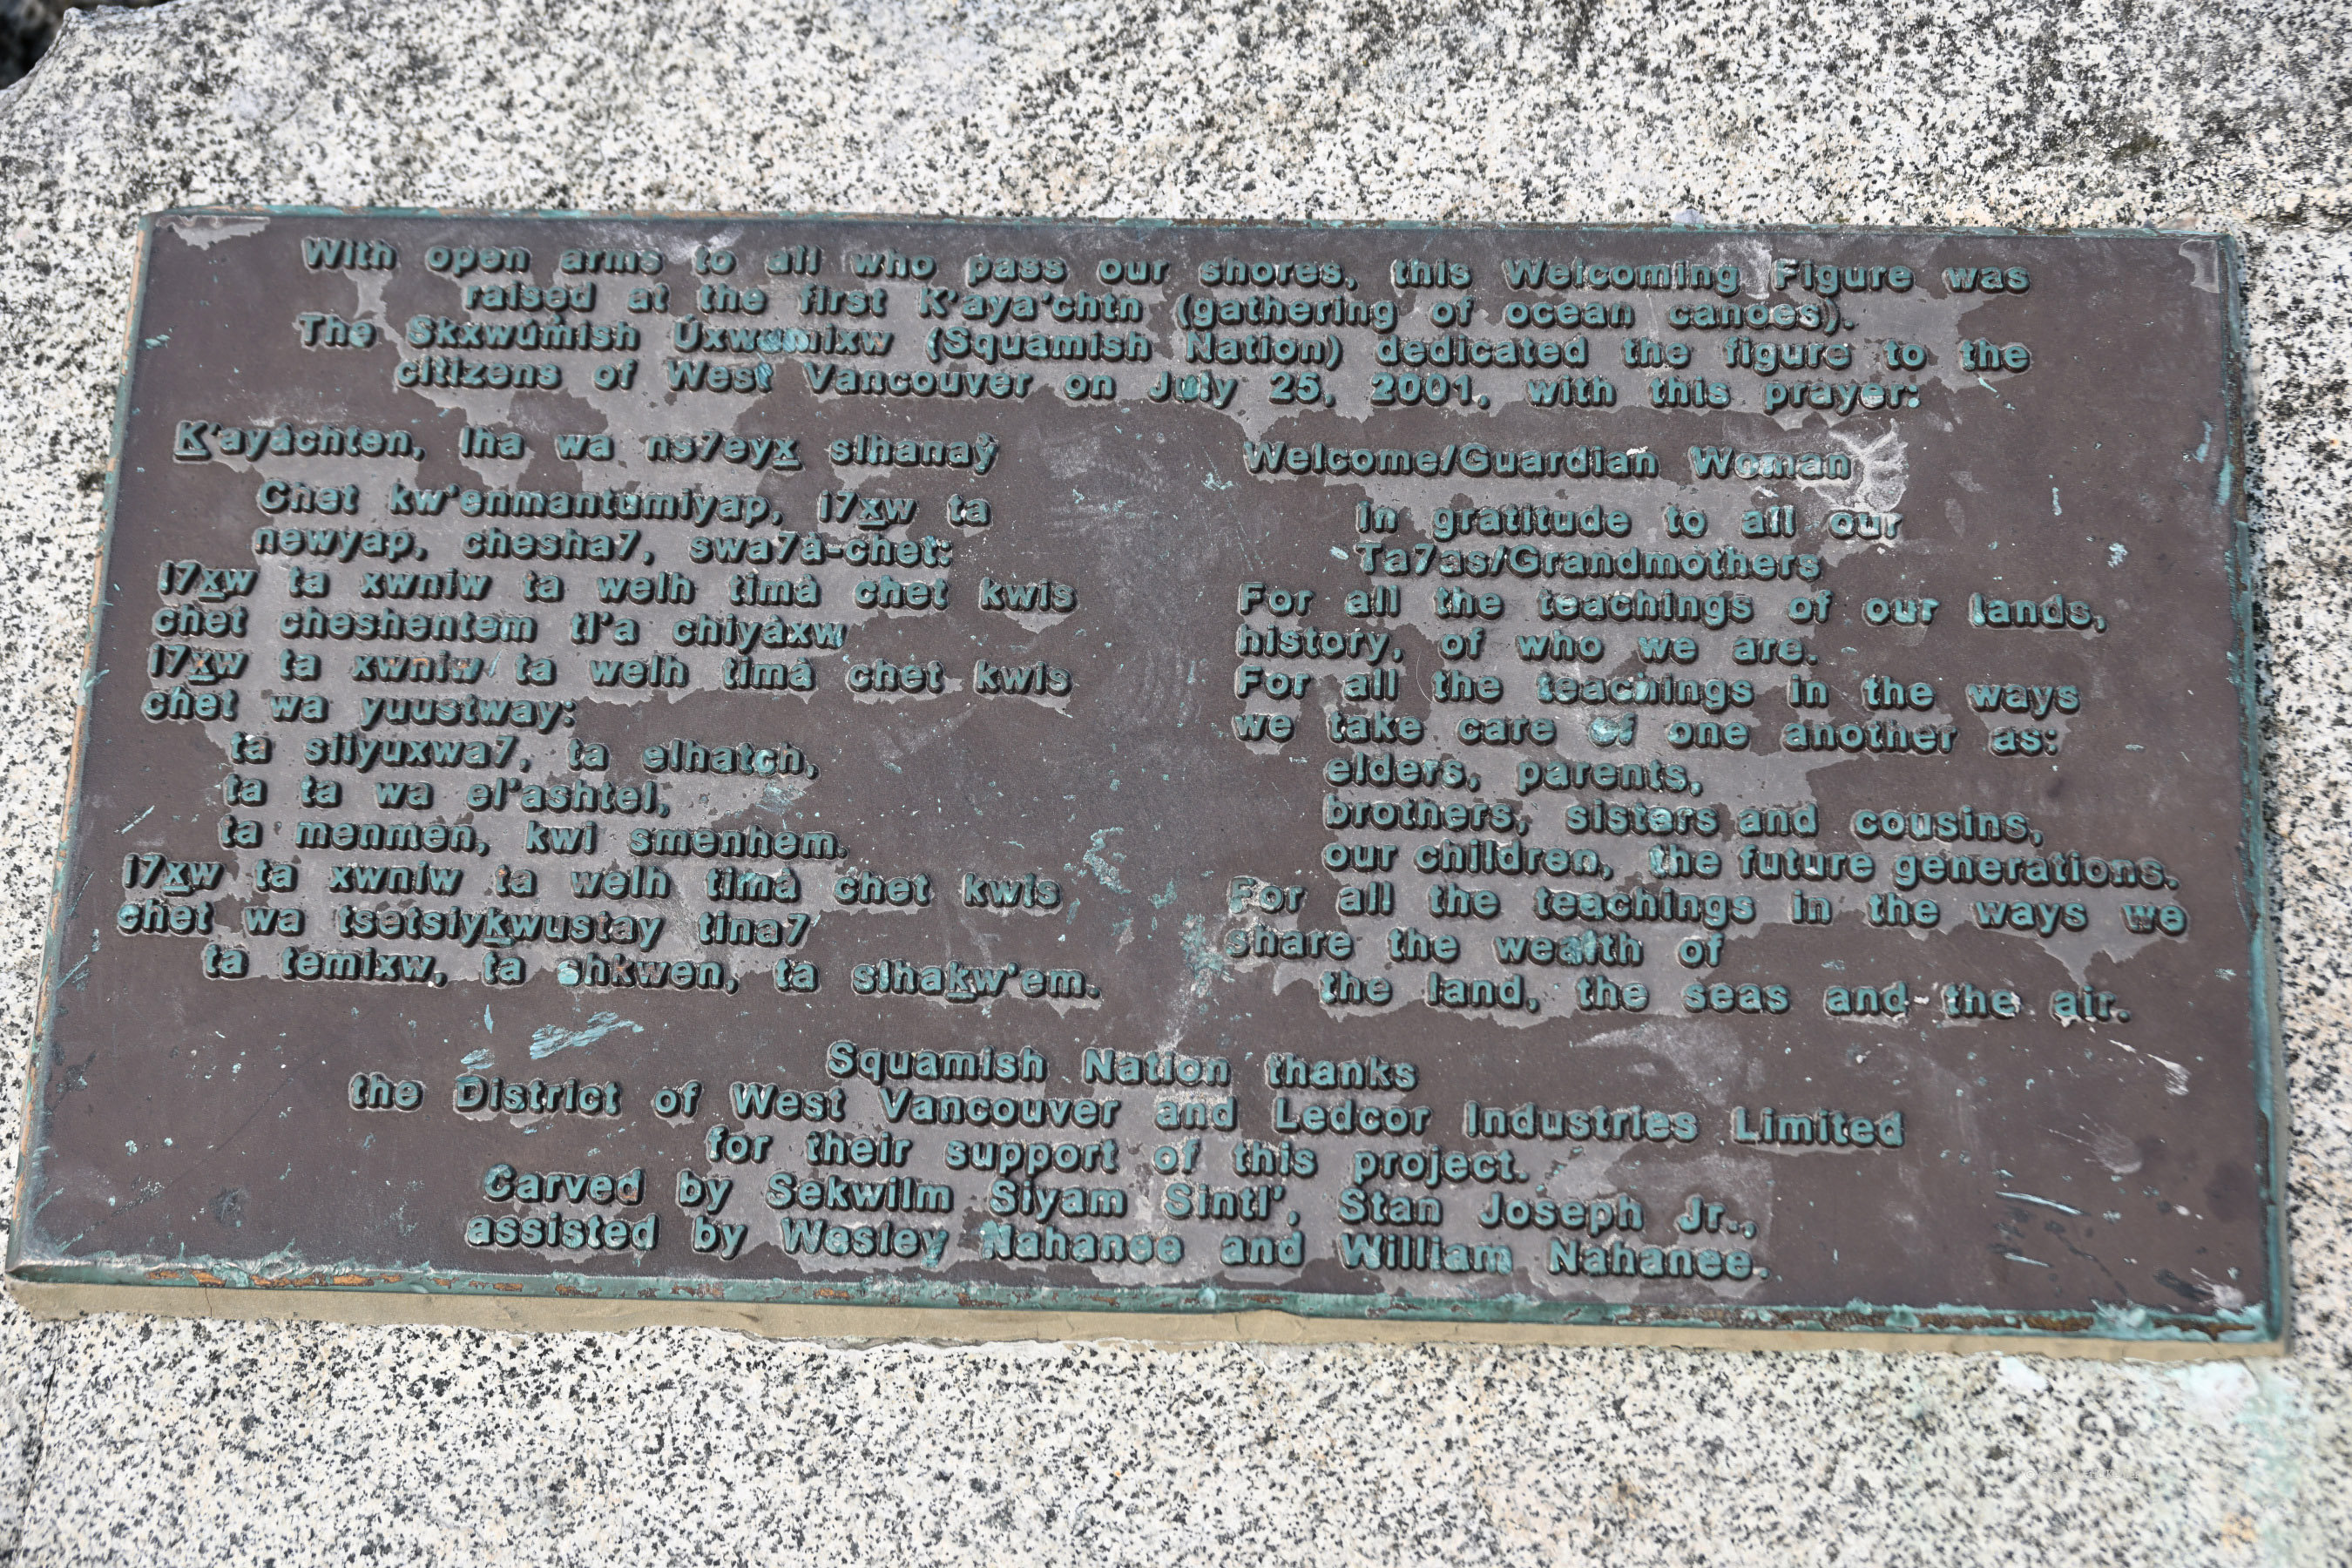 With open arms to all who pass our shores, this Welcoming Figure was
raised at the first K'aya'chtn (gathering of ocean canoes).
The Skxwúm̓ish Úxwumixw (Squamish Nation) dedicated the figure to the
citizens of West Vancouver on July 25, 2001, with this prayer:
K̲'ayáchten, lha wa ns7eyx̲ slhanaỳ
Chet kw'enmantumiyap, i7x̲w ta
newyap, chesha7, swa7á-chet:
i7x̲w ta xwniw ta welh timá chet kwis
chet cheshentem tl'a chiyáxw
i7x̲w ta xwniw ta welh timá chet kwis
chet wa yuustway:
ta sliyuxwa7, ta elhatch,
ta ta wa el'ashtel,
ta menmen, kwi smenhem.
i7x̲w ta xwniw ta welh timá chet kwis
chet wa tsetsiyk̲wustay tina7
ta temixw, ta shkwen, ta slhak̲w'em.
Welcome/Guardian Woman
In gratitude to all our
Ta7as/Grandmothers
For all the teachings of our lands,
history, of who we are.
For all the teachings in the ways
we take care of one another as:
elders, parents,
brothers, sisters and cousins,
our children, the future generations.
For all the teachings in the ways we
share the wealth of
the land, the seas and the air.
Squamish Nation thanks
the District of West Vancouver and Ledcor Industries Limited
for their support of this project.
Carved by Sekwilm Siyam Sintl', Stan Joseph Jr.,
assisted by Wesley Nahanee and William Nahanee.